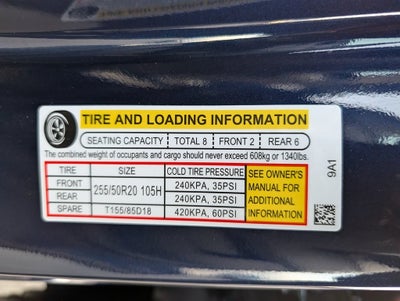 TIRE AND LOADING INFORMATION
SEATING CAPACITY TOTAL 8 FRONT 2 REAR 6
The combined weight of occupants and cargo should never exceed 608kg or 1340lbs.
TIRE SIZE COLD TIRE PRESSURE SEE OWNER'S MANUAL FOR ADDITIONAL INFORMATION
FRONT 255/50R20 105H 240KPA, 35PSI
REAR 240KPA, 35PSI
SPARE T155/85D18 420KPA, 60PSI
9A1